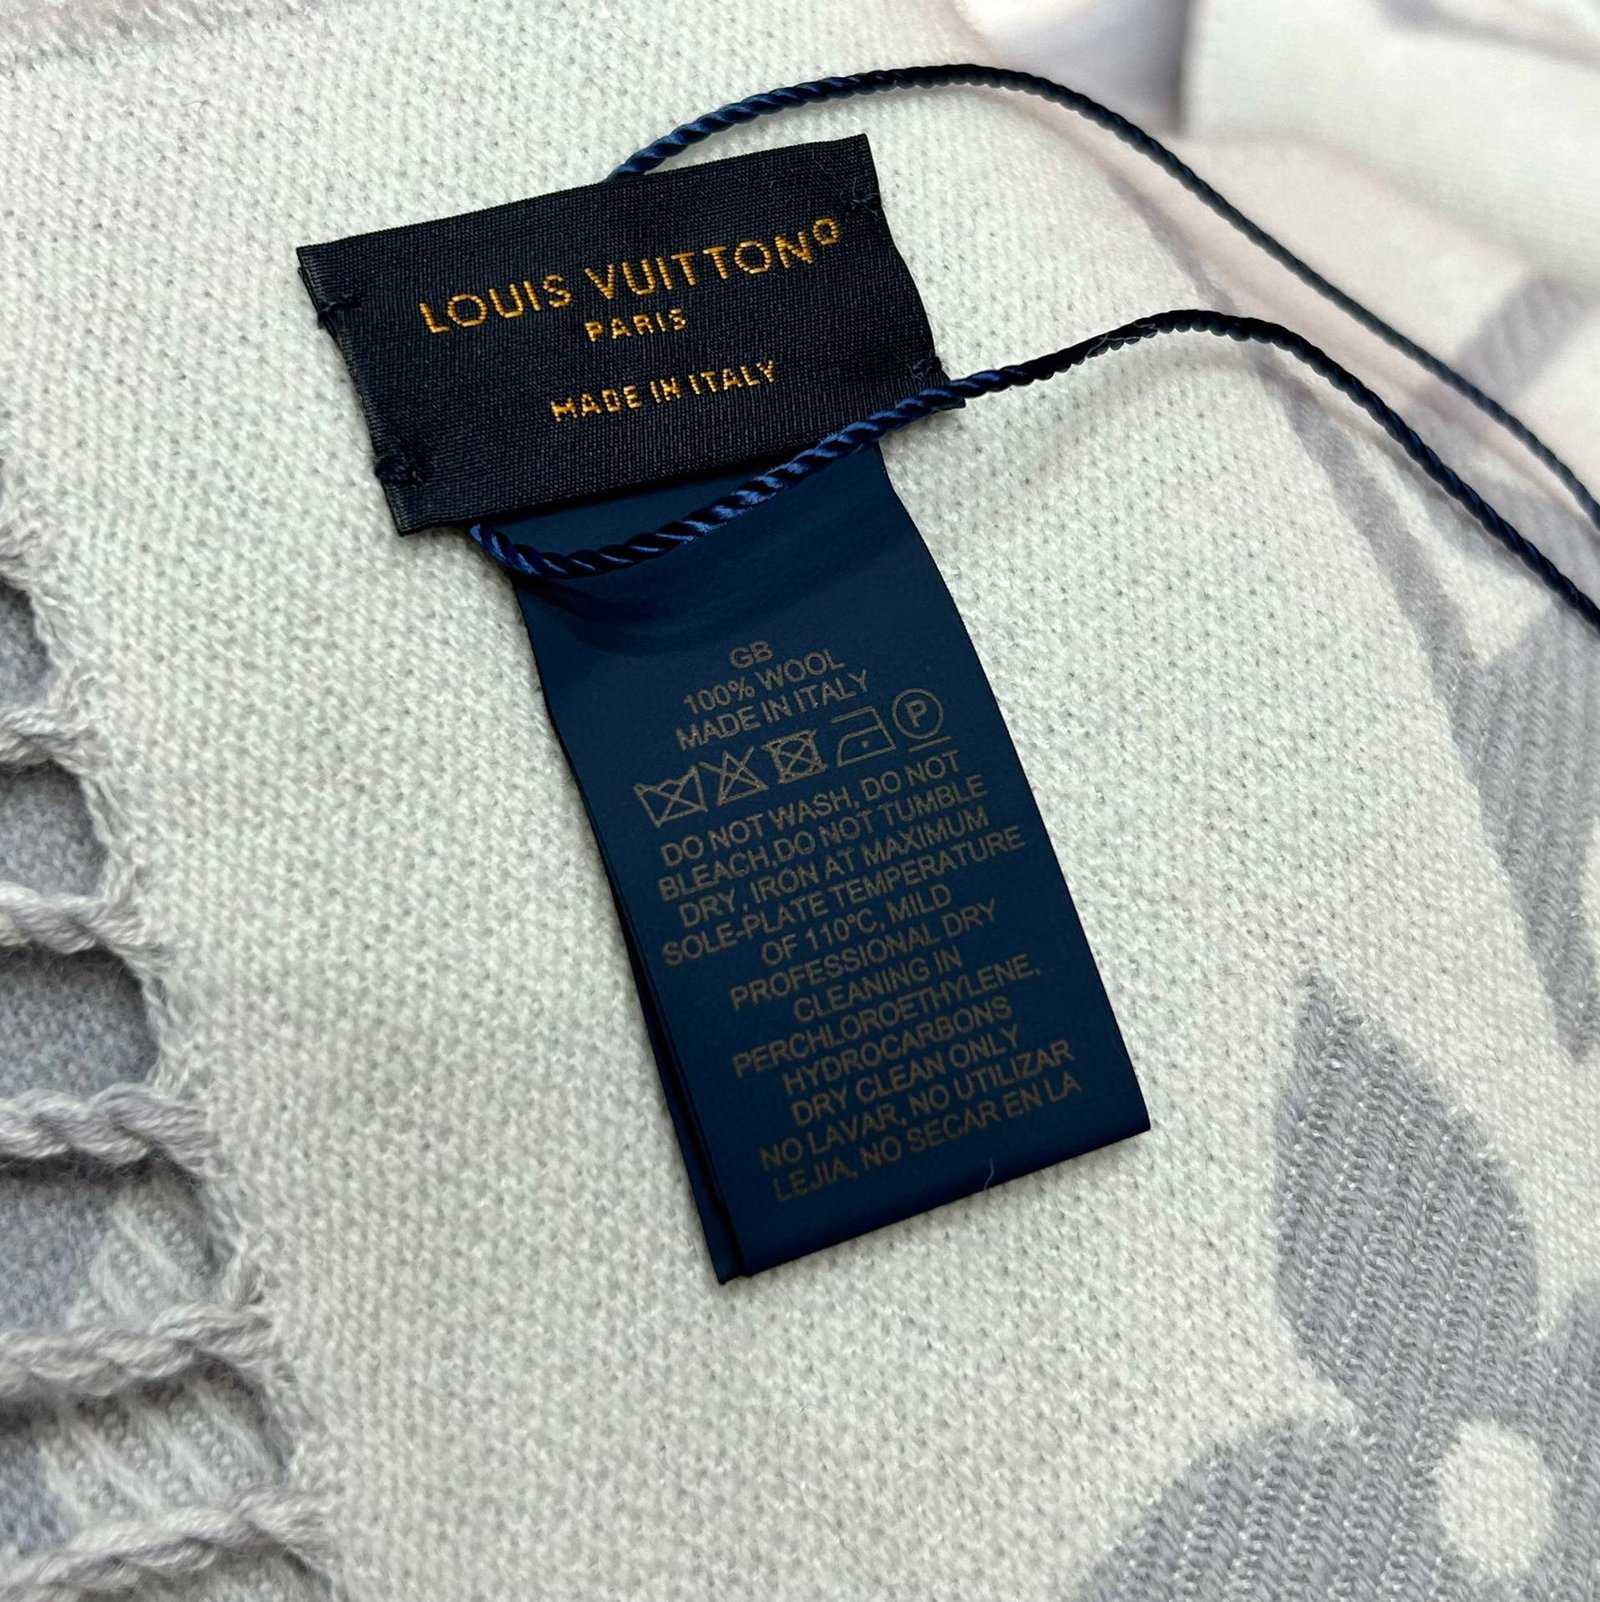 LOUIS VUITTON
PARIS
MADE IN ITALY
GB
100% WOOL
MADE IN ITALY
P
DO NOT WASH, DO NOT
BLEACH,DO NOT TUMBLE
DRY, IRON AT MAXIMUM
SOLE-PLATE TEMPERATURE
OF 110°C, MILD
PROFESSIONAL DRY
CLEANING IN
PERCHLOROETHYLENE,
HYDROCARBONS
DRY CLEAN ONLY
NO LAVAR, NO UTILIZAR
LEJIA, NO SECAR EN LA